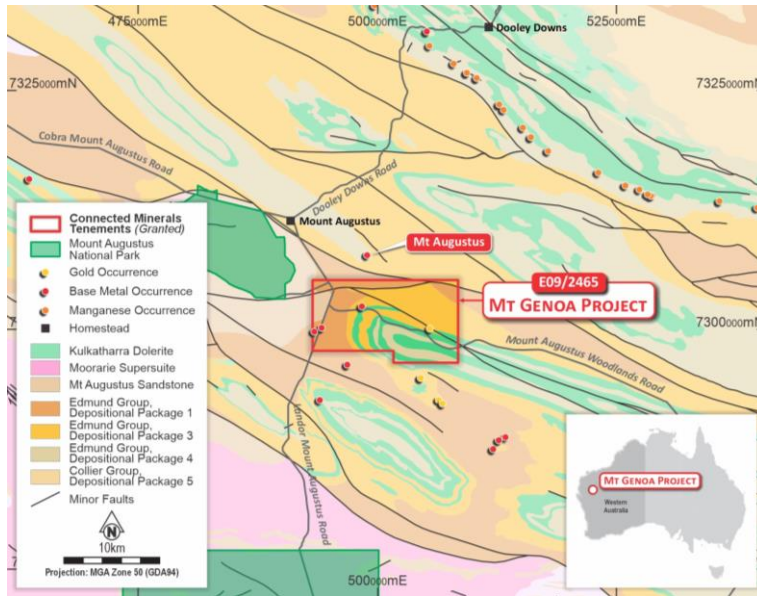 475000mE
500000mE
525000mE
Dooley Downs
7325000mN
7325000mN
Cobra Mount Augustus Road
Dooley Downs Road
Mount Augustus
Mt Augustus
E09/2465
MT GENOA PROJECT
7300000mN
Mount Augustus Woodlands Road
Jandor Mount Augustus Road
Connected Minerals
Tenements (Granted)
Mount Augustus
National Park
Gold Occurrence
Base Metal Occurrence
Manganese Occurrence
Homestead
Kulkatharra Dolerite
Moorarie Supersuite
Mt Augustus Sandstone
Edmund Group,
Depositional Package 1
Edmund Group,
Depositional Package 3
Edmund Group,
Depositional Package 4
Collier Group,
Depositional Package 5
Minor Faults
N
10km
Projection: MGA Zone 50 (GDA94)
500000mE
MT GENOA PROJECT
Western
Australia